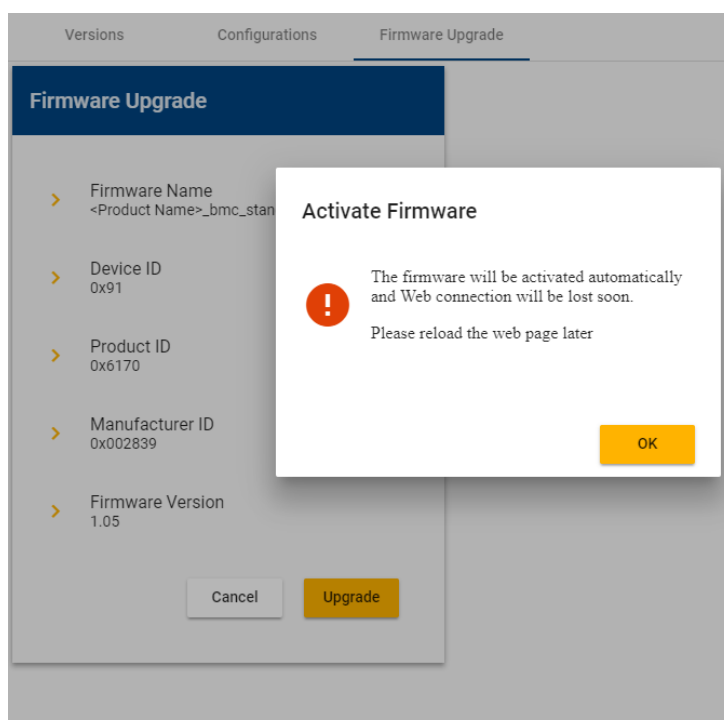 Versions
Configurations
Firmware Upgrade
Firmware Upgrade
Firmware Name
<Product Name>_bmc_stan
Device ID
0x91
Product ID
0x6170
Manufacturer ID
0x002839
Firmware Version
1.05
Cancel
Upgrade
Activate Firmware
The firmware will be activated automatically
and Web connection will be lost soon.
Please reload the web page later
OK